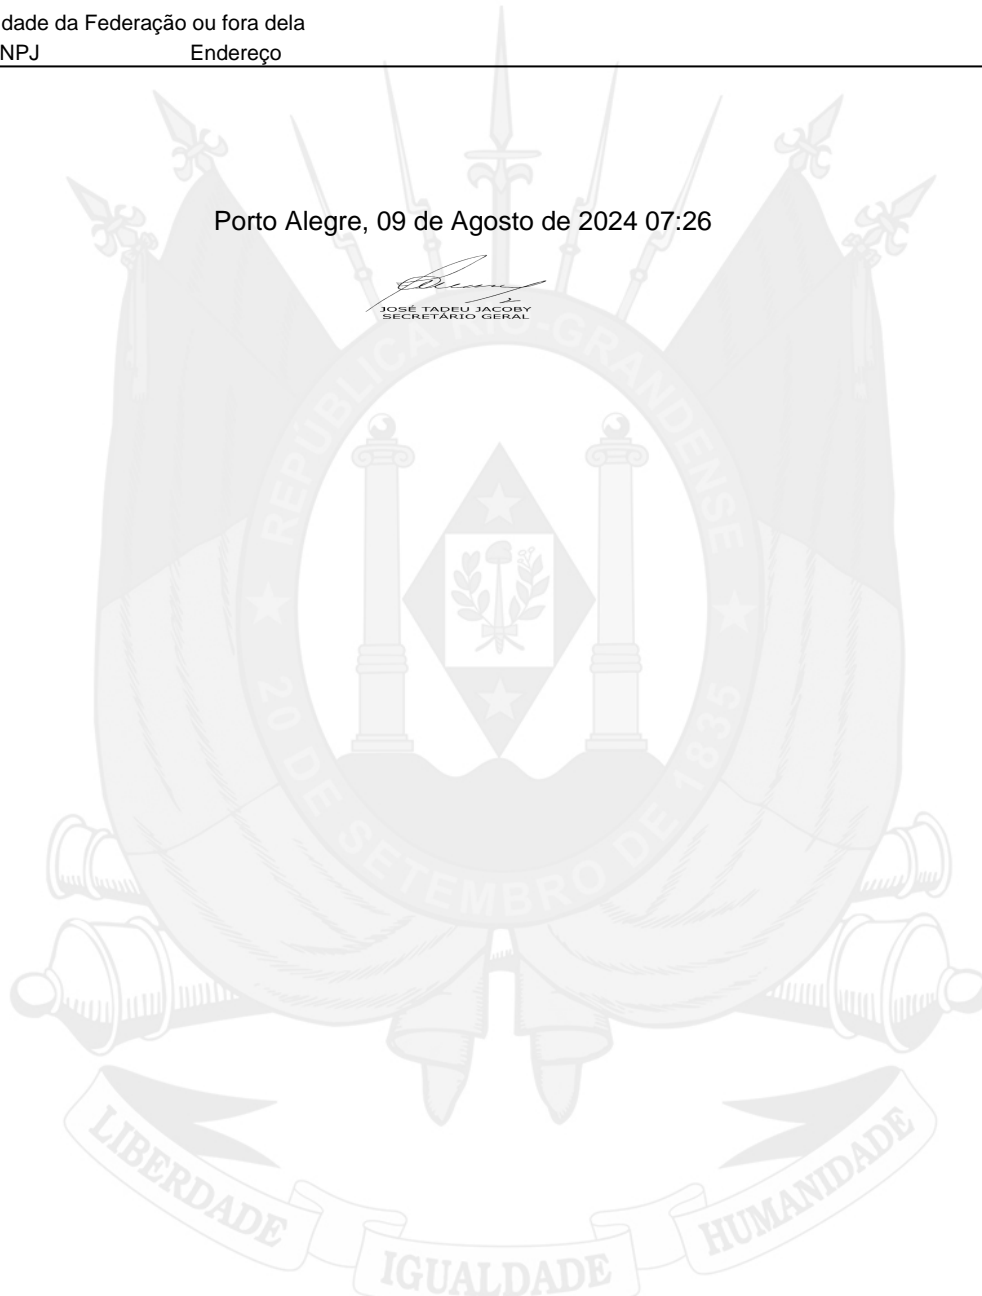 dade da Federação ou fora dela
NPJ Endereço
Porto Alegre, 09 de Agosto de 2024 07:26
JOSÉ TADEU JACOBY
SECRETÁRIO GERAL
REPÚBLICA RIO-GRANDENSE
20 DE SETEMBRO DE 1835
LIBERDADE
IGUALDADE
HUMANIDADE